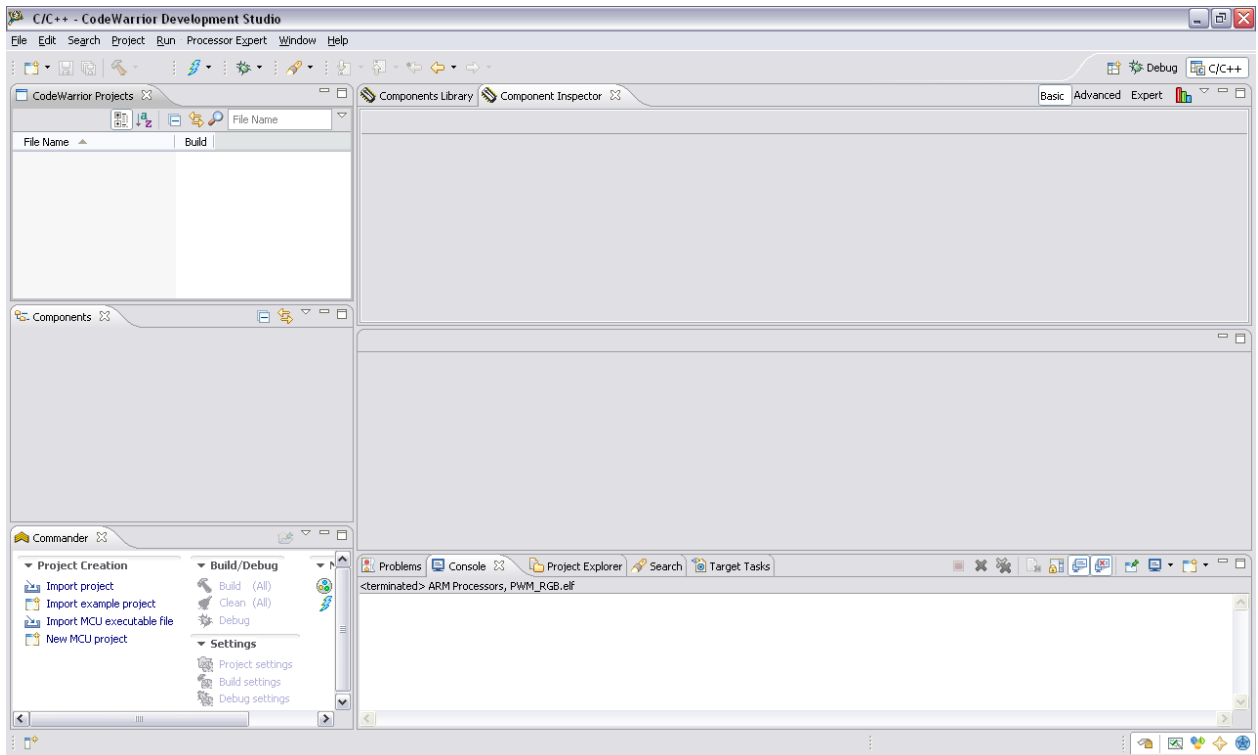 C/C++ - CodeWarrior Development Studio
File Edit Search Project Run Processor Expert Window Help
Debug C/C++
CodeWarrior Projects
File Name
File Name Build
Components Library Component Inspector
Basic Advanced Expert
Components
Commander
Project Creation
Import project
Import example project
Import MCU executable file
New MCU project
Build/Debug
Build (All)
Clean (All)
Debug
Settings
Project settings
Build settings
Debug settings
Problems Console Project Explorer Search Target Tasks
<terminated> ARM Processors, PWM_RGB.elf